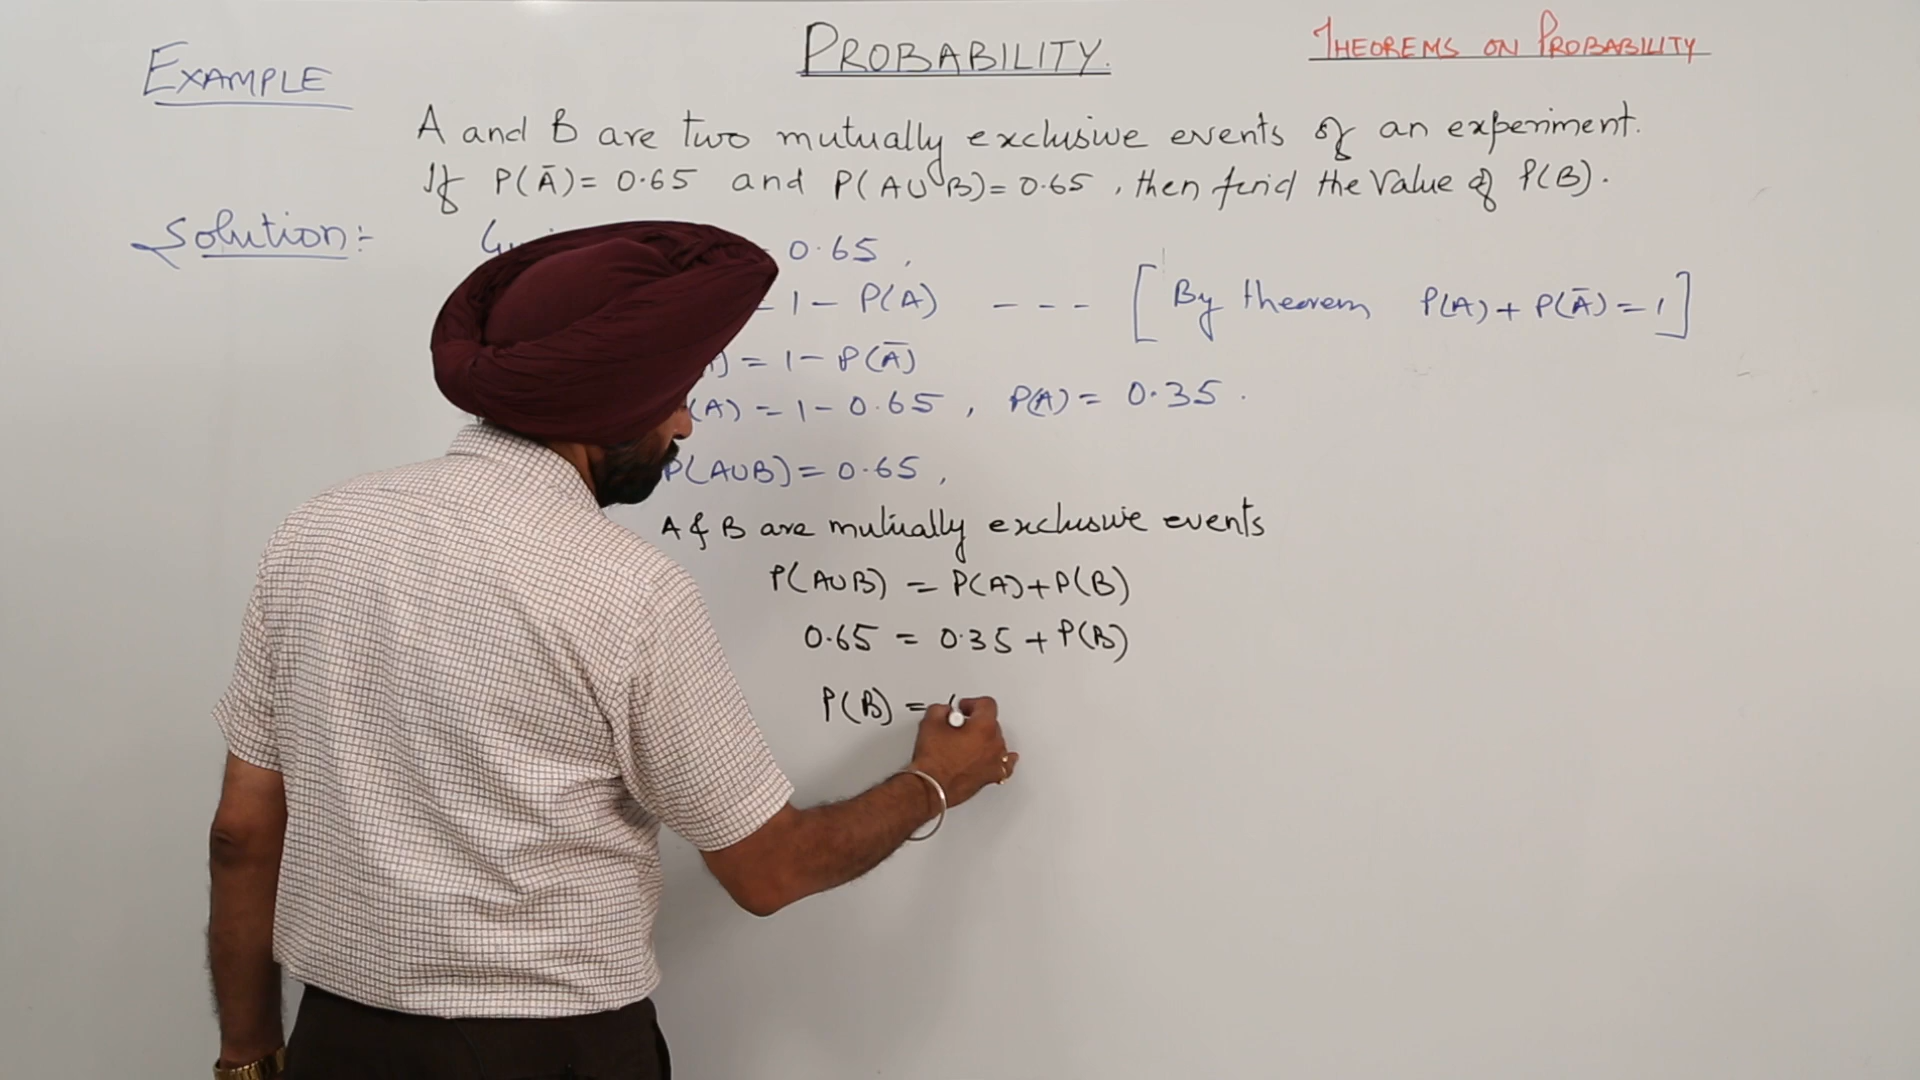 PROBABILITY.
THEOREMS ON PROBABILITY
EXAMPLE
A and B are two mutually exclusive events of an experiment.
If P(Ā) = 0.65 and P(A∪B) = 0.65, then find the value of P(B).
Solution:- 0.65,
= 1 - P(A) --- [By theorem P(A) + P(Ā) = 1]
) = 1 - P(Ā)
(A) = 1 - 0.65, P(A) = 0.35.
P(A∪B) = 0.65,
A & B are mutually exclusive events
P(A∪B) = P(A) + P(B)
0.65 = 0.35 + P(B)
P(B) =